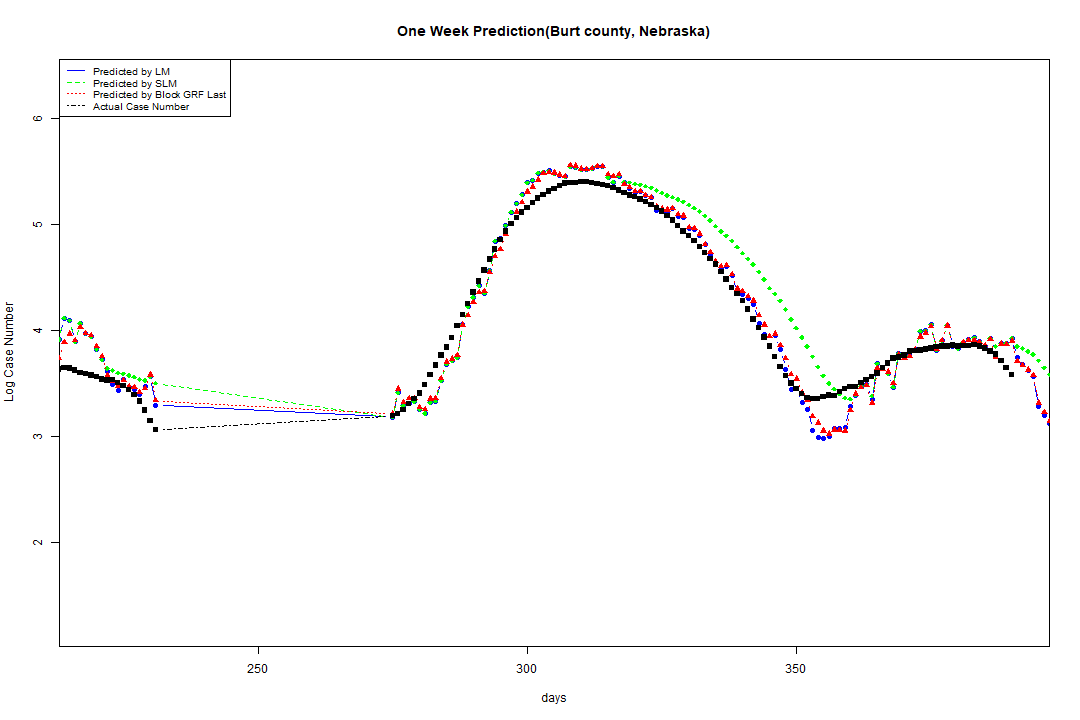 One Week Prediction(Burt county, Nebraska)
Predicted by LM
Predicted by SLM
Predicted by Block GRF Last
Actual Case Number
Log Case Number
6
5
4
3
2
250
300
350
days